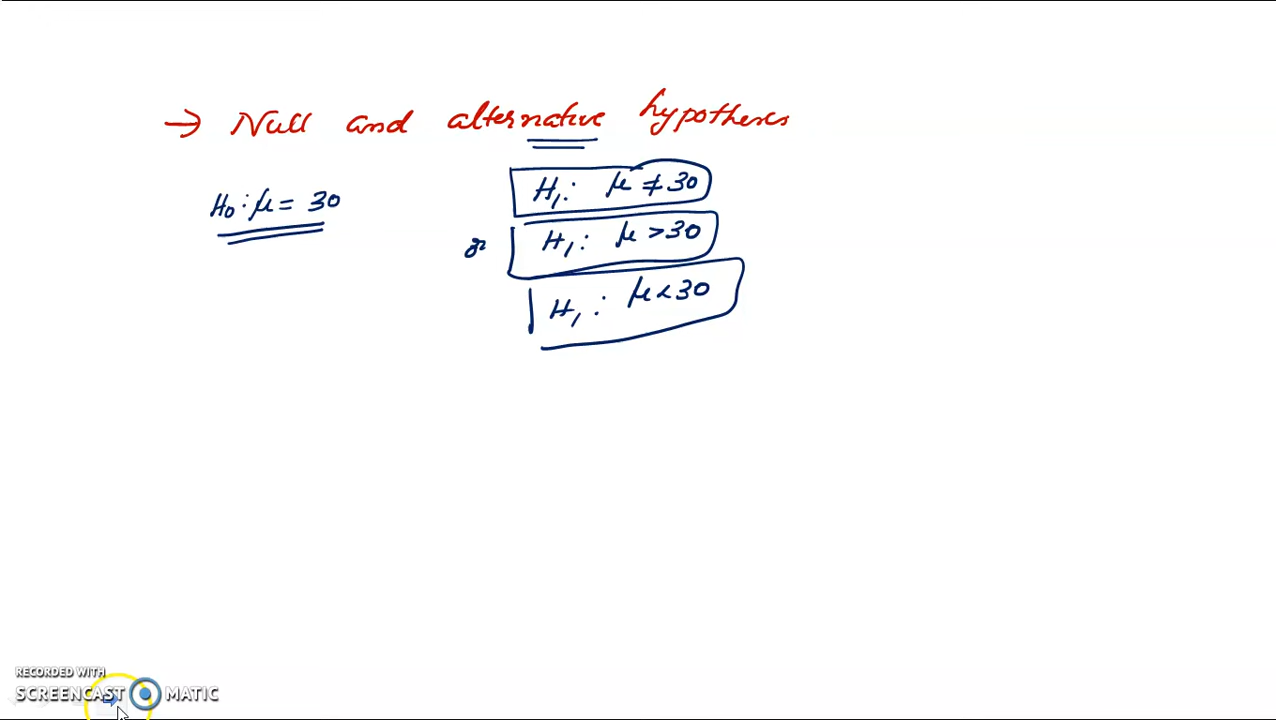 → Null and alternative hypotheses
H₀ : μ = 30
H₁ : μ ≠ 30
or H₁ : μ > 30
H₁ : μ < 30
RECORDED WITH
SCREENCAST MATIC